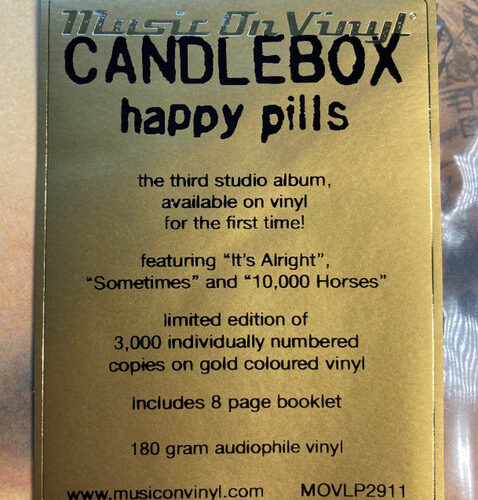 Music On Vinyl
CANDLEBOX
happy pills
the third studio album,
available on vinyl
for the first time!
featuring "It's Alright",
"Sometimes" and "10,000 Horses"
limited edition of
3,000 individually numbered
copies on gold coloured vinyl
Includes 8 page booklet
180 gram audiophile vinyl
www.musiconvinyl.com MOVLP2911